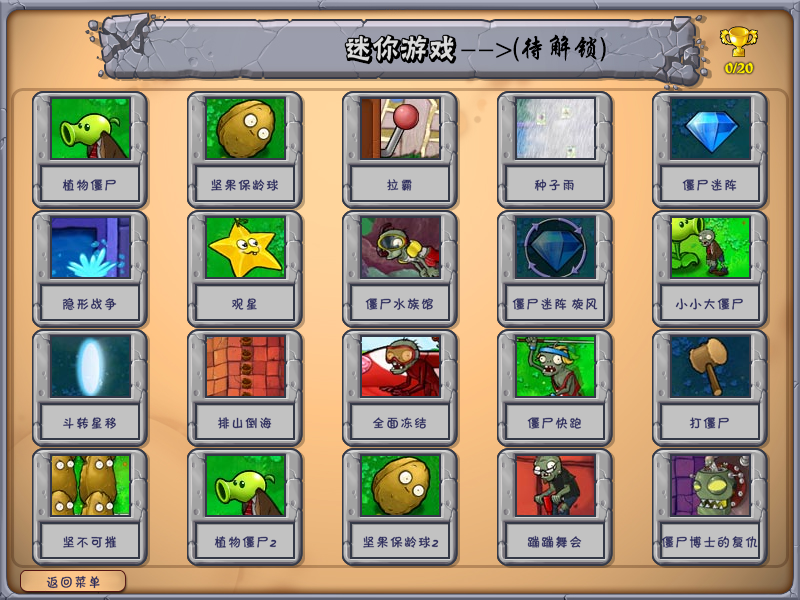 迷你游戏-->(待解锁)
0/20
植物僵尸
坚果保龄球
拉霸
种子雨
僵尸迷阵
隐形战争
观星
僵尸水族馆
僵尸迷阵 旋风
小小大僵尸
斗转星移
排山倒海
全面冻结
僵尸快跑
打僵尸
坚不可摧
植物僵尸2
坚果保龄球2
蹦蹦舞会
僵尸博士的复仇
返回菜单